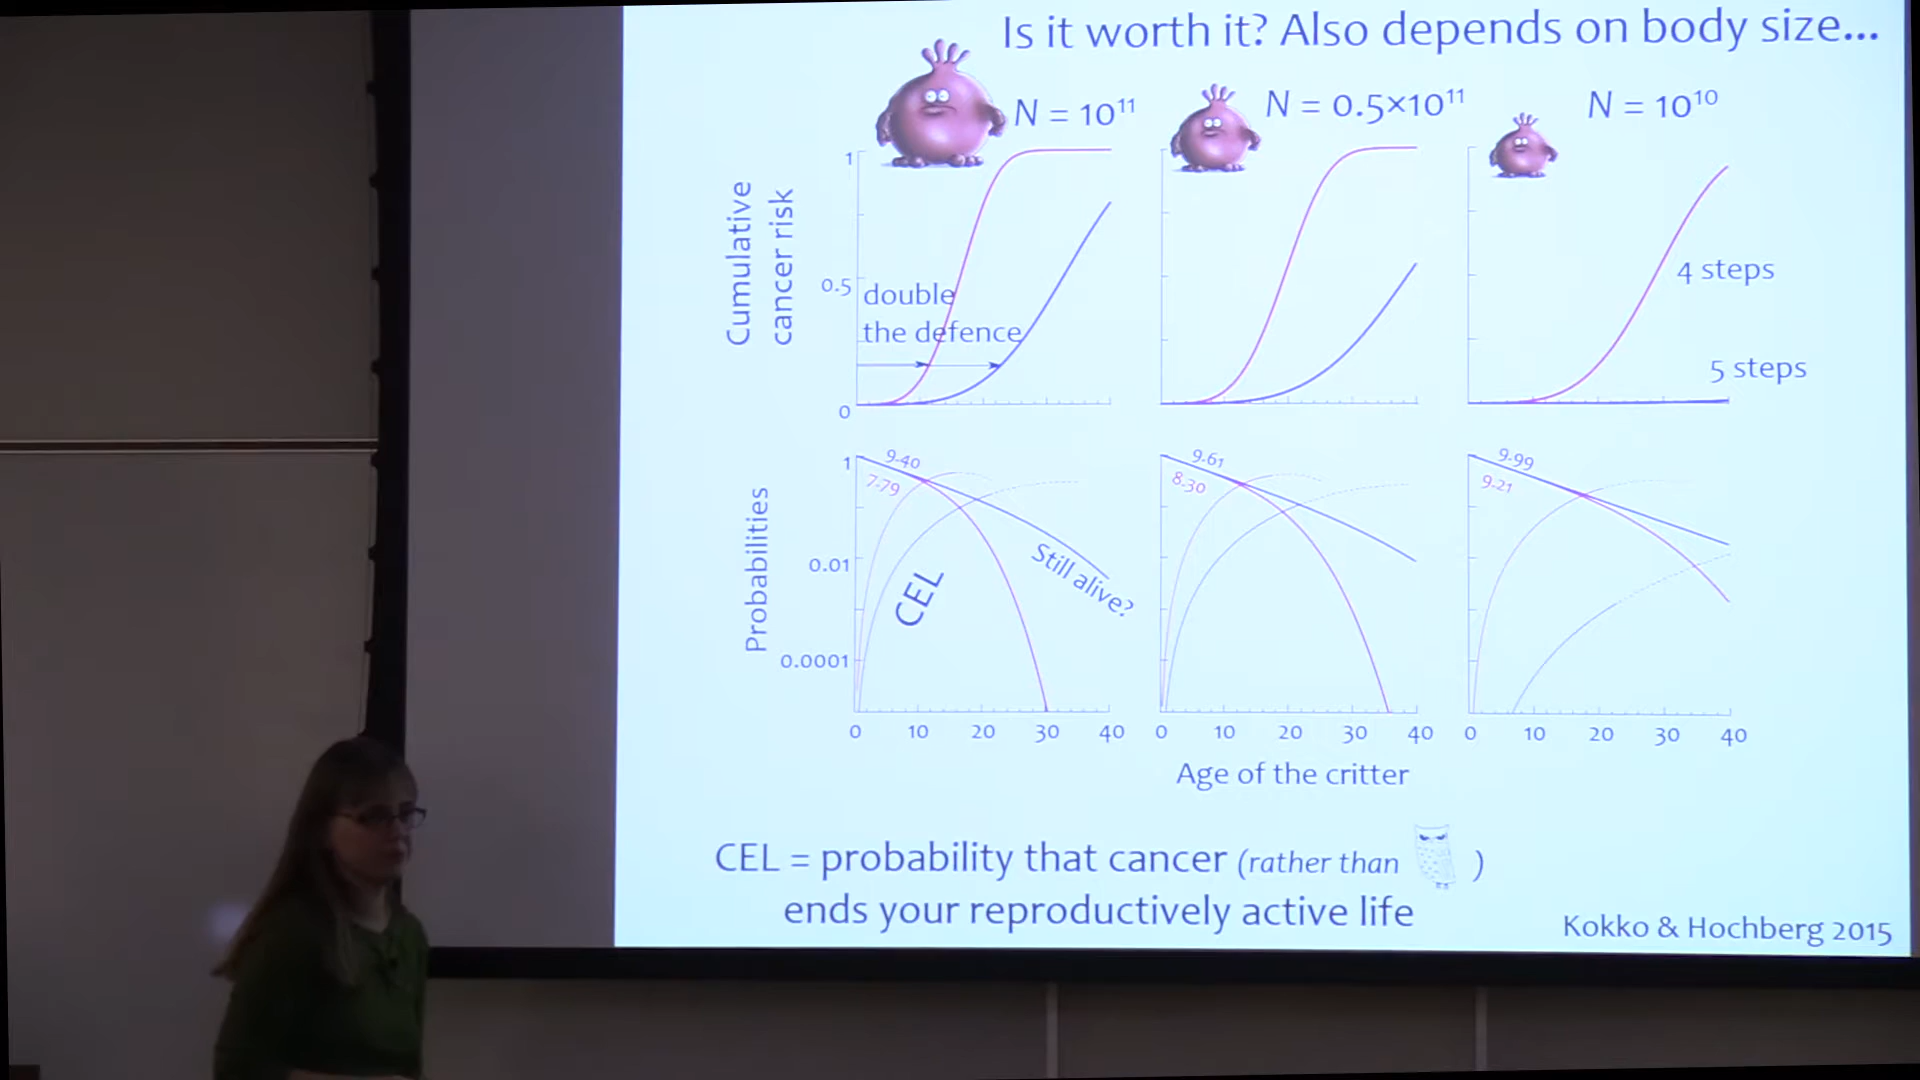 Is it worth it? Also depends on body size...
N = 10¹¹
N = 0.5×10¹¹
N = 10¹⁰
Cumulative
cancer risk
1
0.5
0
double
the defence
4 steps
5 steps
Probabilities
1
0.01
0.0001
9.40
7.79
CEL
Still alive?
9.61
8.30
9.99
9.21
0 10 20 30 40
0 10 20 30 40
0 10 20 30 40
Age of the critter
CEL = probability that cancer (rather than )
ends your reproductively active life
Kokko & Hochberg 2015